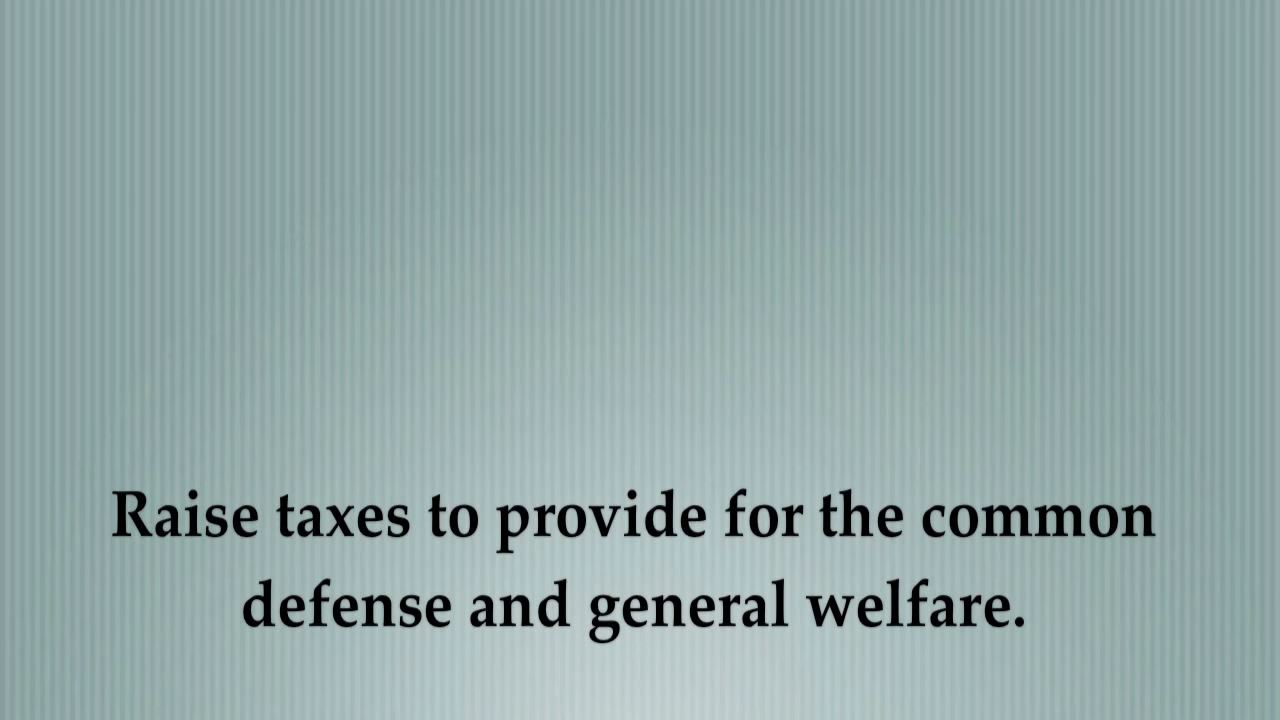 Raise taxes to provide for the common
defense and general welfare.